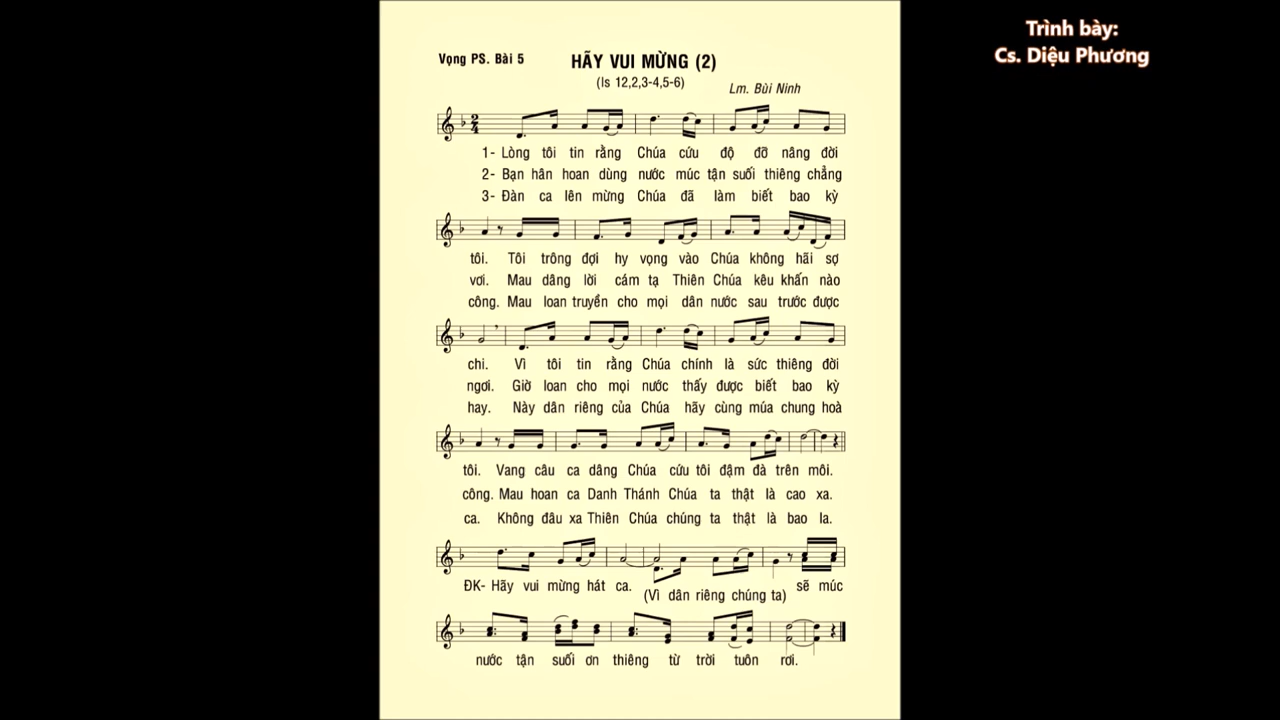 Trình bày:
Cs. Diệu Phương
Vọng PS. Bài 5
HÃY VUI MỪNG (2)
(Is 12,2,3-4,5-6)
Lm. Bùi Ninh
1- Lòng tôi tin rằng Chúa cứu độ đỡ nâng đời
2- Bạn hân hoan dùng nước múc tận suối thiêng chẳng
3- Đàn ca lên mừng Chúa đã làm biết bao kỳ
tôi. Tôi trông đợi hy vọng vào Chúa không hãi sợ
vơi. Mau dâng lời cám tạ Thiên Chúa kêu khấn nào
công. Mau loan truyền cho mọi dân nước sau trước được
chi. Vì tôi tin rằng Chúa chính là sức thiêng đời
ngơi. Giờ loan cho mọi nước thấy được biết bao kỳ
hay. Này dân riêng của Chúa hãy cùng múa chung hoà
tôi. Vang câu ca dâng Chúa cứu tôi đậm đà trên môi.
công. Mau hoan ca Danh Thánh Chúa ta thật là cao xa.
ca. Không đâu xa Thiên Chúa chúng ta thật là bao la.
ĐK- Hãy vui mừng hát ca. (Vì dân riêng chúng ta) sẽ múc
nước tận suối ơn thiêng từ trời tuôn rơi.